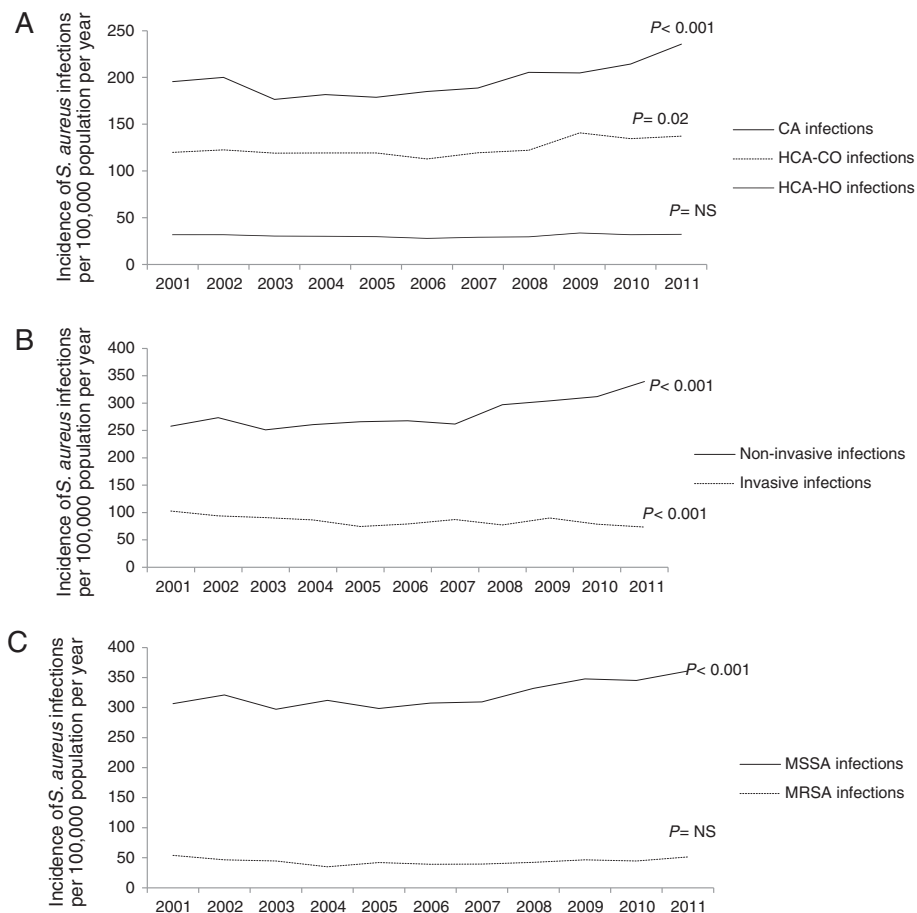 A
Incidence of S. aureus infections
per 100,000 population per year
250
200
150
100
50
0
P< 0.001
P= 0.02
P= NS
2001 2002 2003 2004 2005 2006 2007 2008 2009 2010 2011
CA infections
HCA-CO infections
HCA-HO infections
B
Incidence of S. aureus infections
per 100,000 population per year
400
350
300
250
200
150
100
50
0
P< 0.001
P< 0.001
2001 2002 2003 2004 2005 2006 2007 2008 2009 2010 2011
Non-invasive infections
Invasive infections
C
Incidence of S. aureus infections
per 100,000 population per year
400
350
300
250
200
150
100
50
0
P< 0.001
P= NS
2001 2002 2003 2004 2005 2006 2007 2008 2009 2010 2011
MSSA infections
MRSA infections